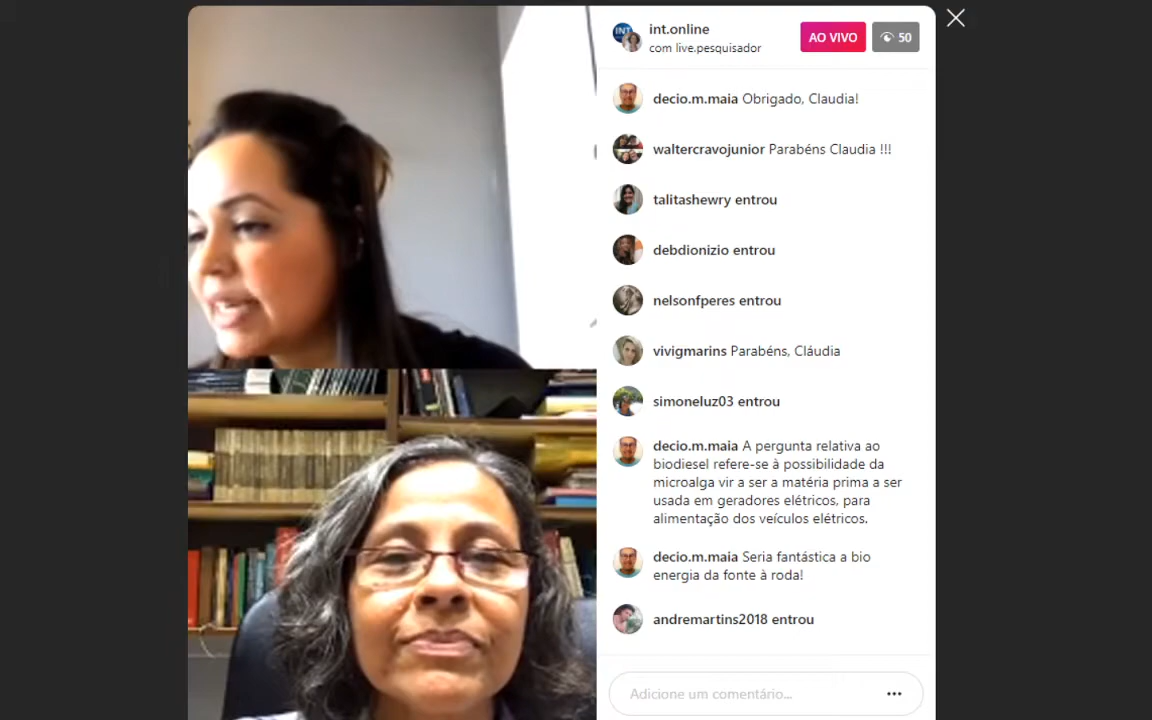 INT
int.online
com live.pesquisador
AO VIVO
50
decio.m.maia Obrigado, Claudia!
waltercravojunior Parabéns Claudia !!!
talitashewry entrou
debdionizio entrou
nelsonfperes entrou
vivigmarins Parabéns, Cláudia
simoneluz03 entrou
decio.m.maia A pergunta relativa ao
biodiesel refere-se à possibilidade da
microalga vir a ser a matéria prima a ser
usada em geradores elétricos, para
alimentação dos veículos elétricos.
decio.m.maia Seria fantástica a bio
energia da fonte à roda!
andremartins2018 entrou
Adicione um comentário...